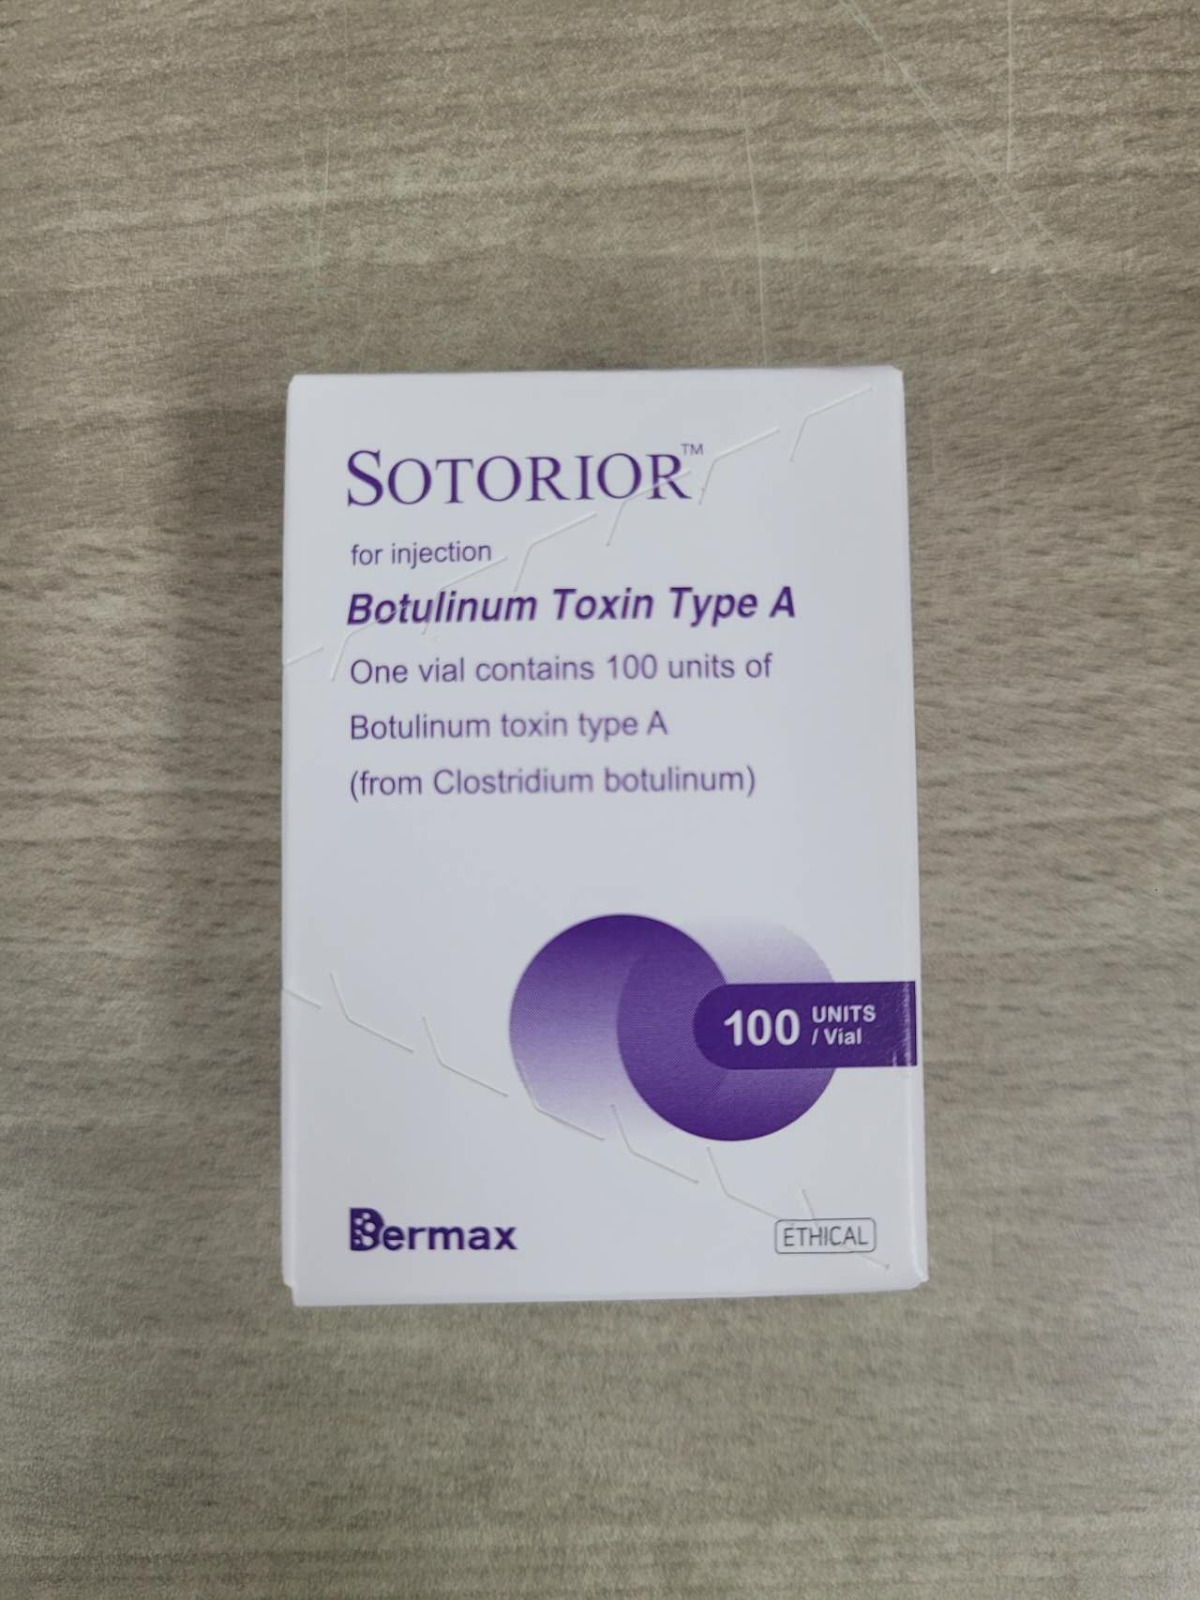 SOTORIOR™
for injection
Botulinum Toxin Type A
One vial contains 100 units of
Botulinum toxin type A
(from Clostridium botulinum)
100 UNITS
/ Vial
Dermax
ETHICAL